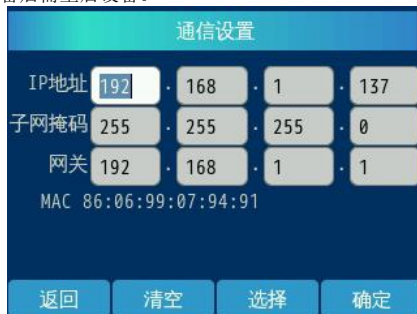 通信设置
IP地址 192 . 168 . 1 . 137
子网掩码 255 . 255 . 255 . 0
网关 192 . 168 . 1 . 1
MAC 86:06:99:07:94:91
返回 清空 选择 确定